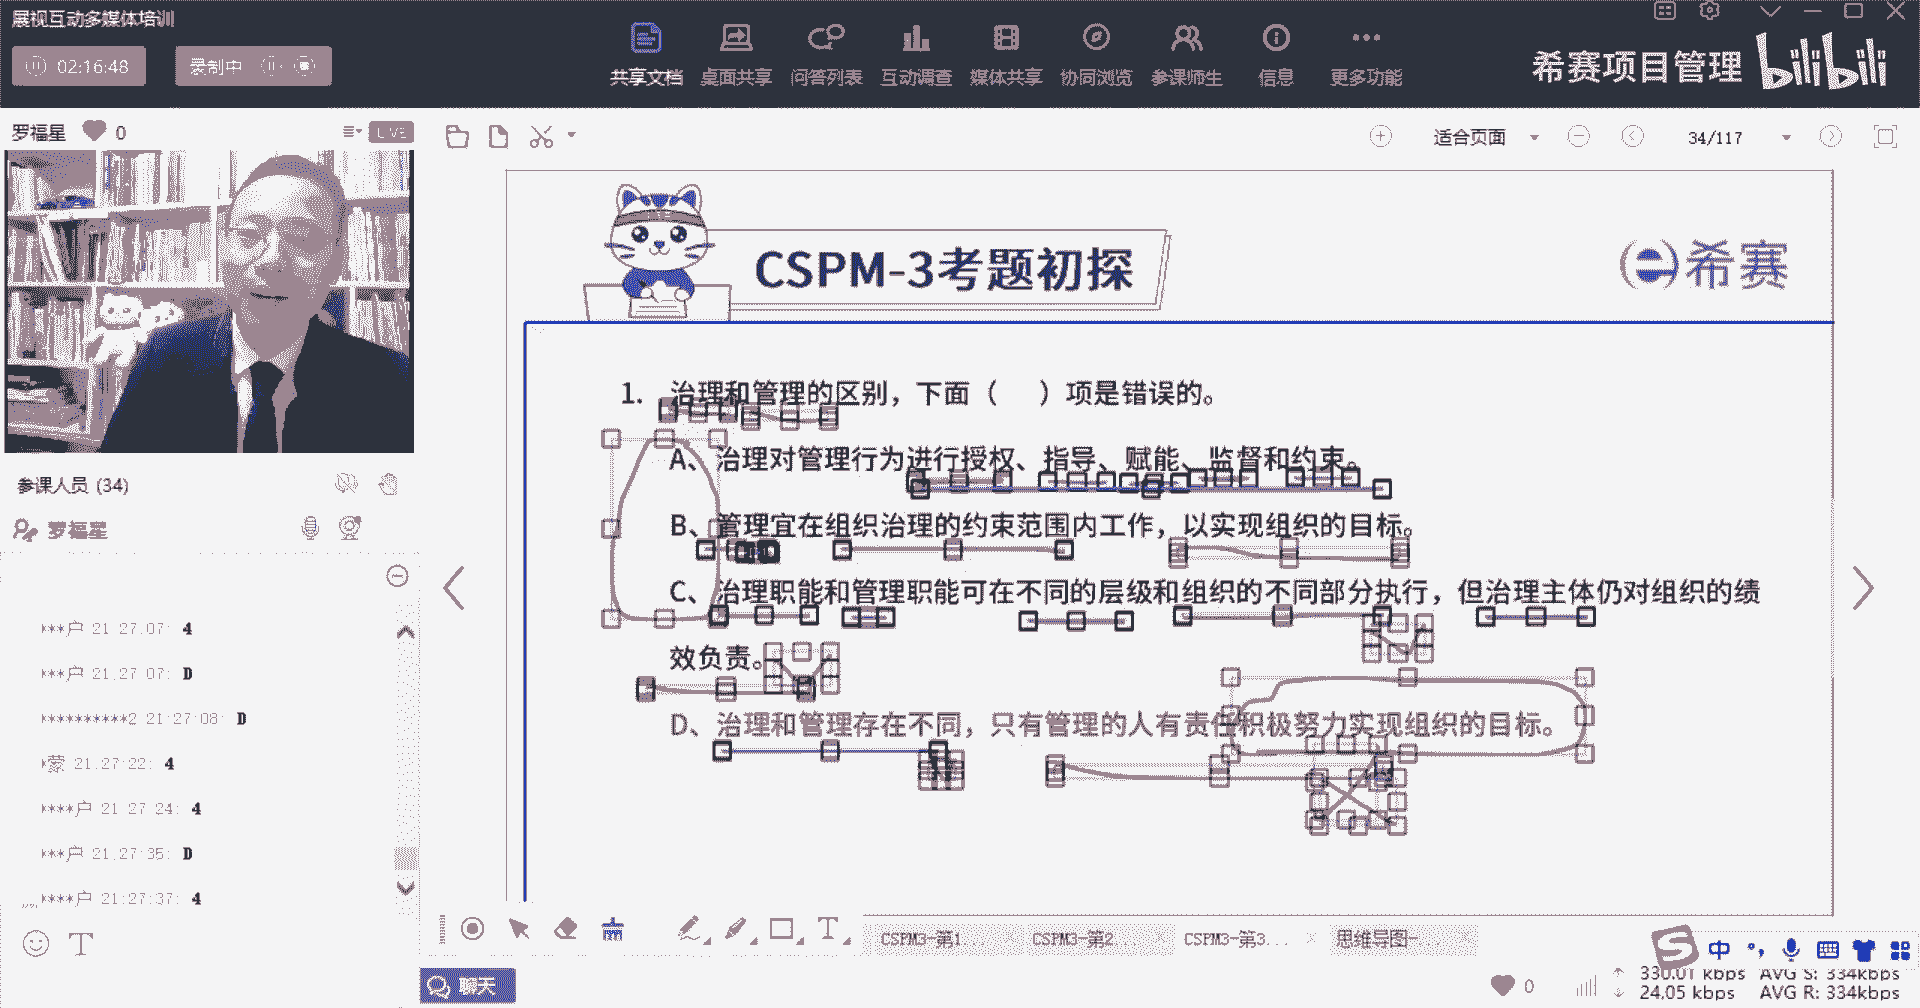 展视互动多媒体培训
02:16:48
录制中
共享文档 桌面共享 问答列表 互动调查 媒体共享 协同浏览 参课师生 信息 更多功能
希赛项目管理 bilibili
罗福星 0 LIVE
适合页面 34/117
CSPM-3考题初探
希赛
1. 治理和管理的区别，下面（ ）项是错误的。
A、治理对管理行为进行授权、指导、赋能、监督和约束。
B、管理宜在组织治理的约束范围内工作，以实现组织的目标。
C、治理职能和管理职能可在不同的层级和组织的不同部分执行，但治理主体仍对组织的绩
效负责。
D、治理和管理存在不同，只有管理的人有责任积极努力实现组织的目标。
参课人员 (34)
罗福星
***户 21:27:07: 4
***户 21:27:07: D
**********2 21:27:08: D
*蒙 21:27:22: 4
****户 21:27:24: 4
***户 21:27:35: D
****户 21:27:37: 4
T
T
CSPM3-第1 CSPM3-第2... CSPM3-第3... 思维导图-...
聊天
中
0
330.01 kbps AVG S: 334kbps
24.05 kbps AVG R: 334kbps